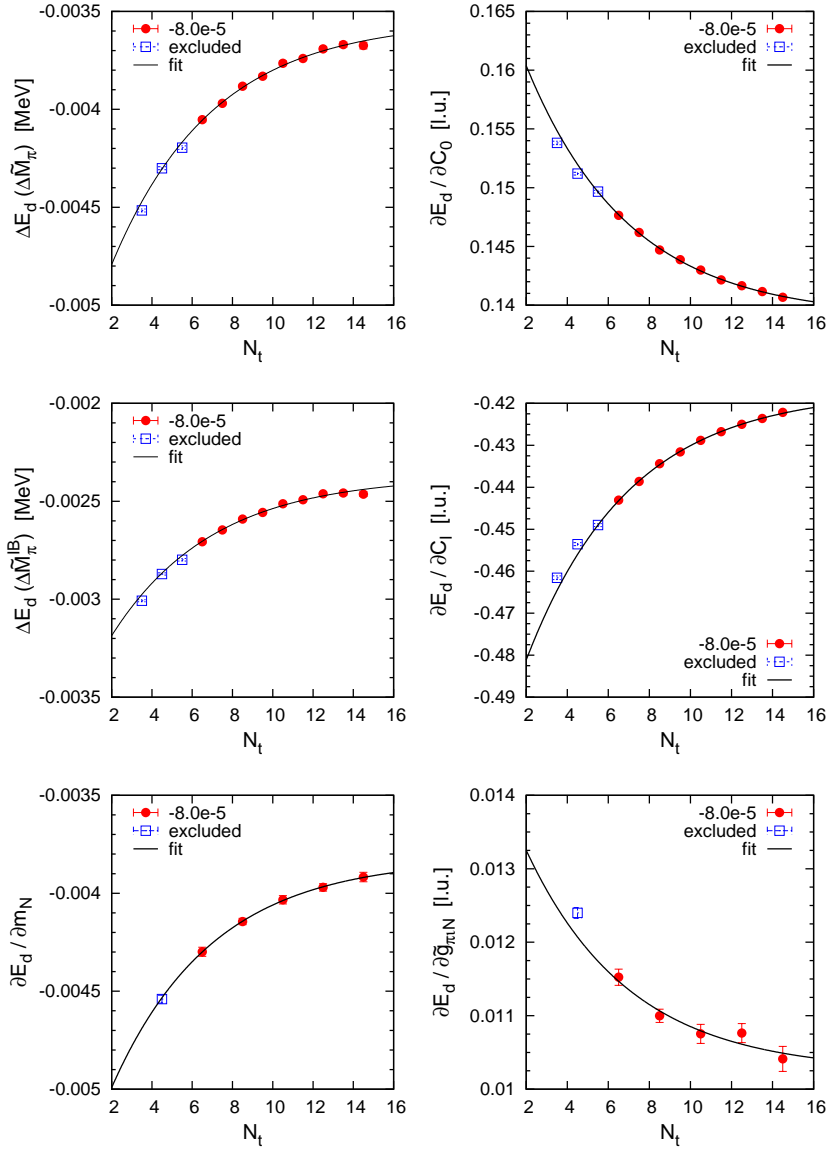 -0.0035
-0.004
-0.0045
-0.005
2 4 6 8 10 12 14 16
ΔE_d (ΔM̃_π) [MeV]
N_t
-8.0e-5
excluded
fit
0.165
0.16
0.155
0.15
0.145
0.14
2 4 6 8 10 12 14 16
∂E_d / ∂C_0 [l.u.]
N_t
-8.0e-5
excluded
fit
-0.002
-0.0025
-0.003
-0.0035
2 4 6 8 10 12 14 16
ΔE_d (ΔM̃_π^IB) [MeV]
N_t
-8.0e-5
excluded
fit
-0.42
-0.43
-0.44
-0.45
-0.46
-0.47
-0.48
-0.49
2 4 6 8 10 12 14 16
∂E_d / ∂C_I [l.u.]
N_t
-8.0e-5
excluded
fit
-0.0035
-0.004
-0.0045
-0.005
2 4 6 8 10 12 14 16
∂E_d / ∂m_N
N_t
-8.0e-5
excluded
fit
0.014
0.013
0.012
0.011
0.01
2 4 6 8 10 12 14 16
∂E_d / ∂g̃_πιN [l.u.]
N_t
-8.0e-5
excluded
fit